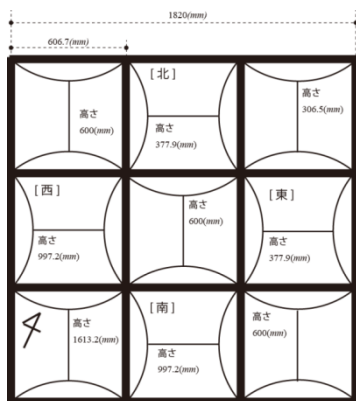 1820(mm)
606.7(mm)
高さ
600(mm)
[北]
高さ
377.9(mm)
高さ
306.5(mm)
[西]
高さ
997.2(mm)
高さ
600(mm)
[東]
高さ
377.9(mm)
高さ
1613.2(mm)
[南]
高さ
997.2(mm)
高さ
600(mm)